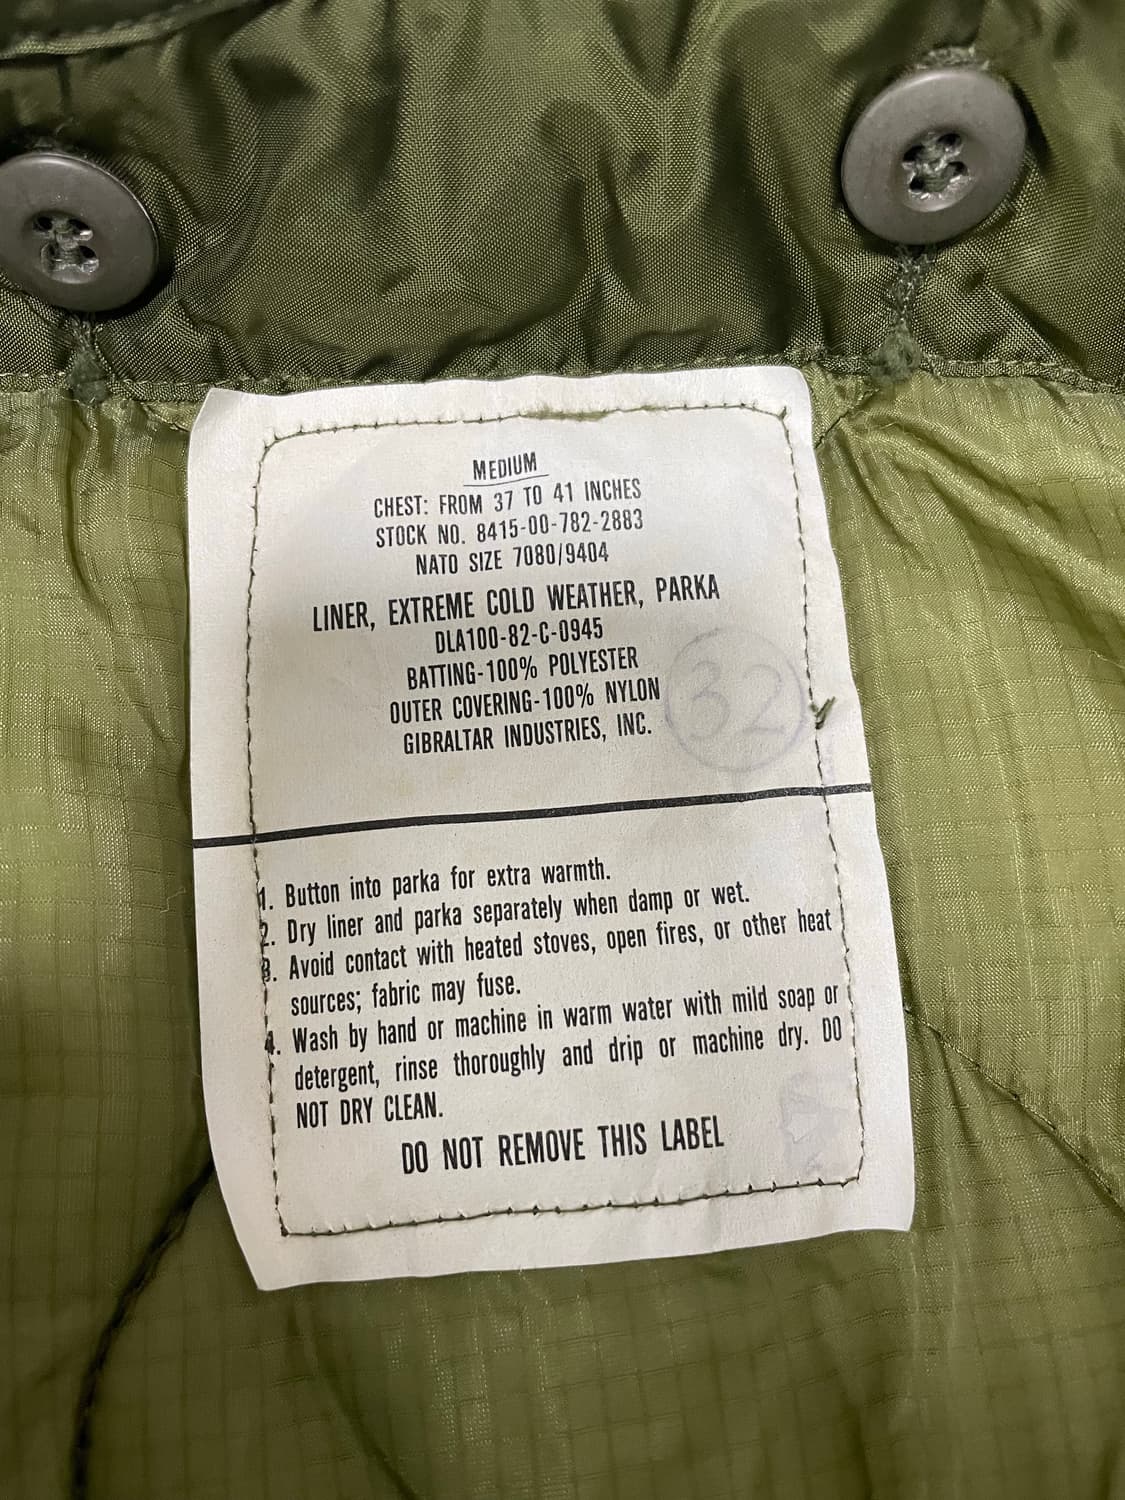 MEDIUM
CHEST: FROM 37 TO 41 INCHES
STOCK NO. 8415-00-782-2883
NATO SIZE 7080/9404
LINER, EXTREME COLD WEATHER, PARKA
DLA100-82-C-0945
BATTING-100% POLYESTER
OUTER COVERING-100% NYLON
GIBRALTAR INDUSTRIES, INC.
32
1. Button into parka for extra warmth.
2. Dry liner and parka separately when damp or wet.
3. Avoid contact with heated stoves, open fires, or other heat
sources; fabric may fuse.
4. Wash by hand or machine in warm water with mild soap or
detergent, rinse thoroughly and drip or machine dry. DO
NOT DRY CLEAN.
DO NOT REMOVE THIS LABEL